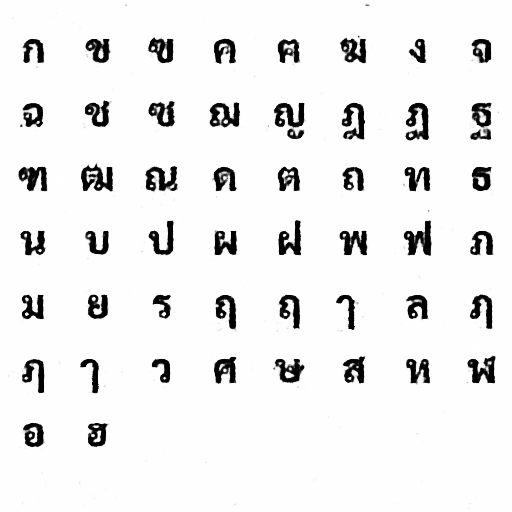 ก ข ฃ ค ฅ ฆ ง จ
ฉ ช ซ ฌ ญ ฎ ฏ ฐ
ฑ ฒ ณ ด ต ถ ท ธ
น บ ป ผ ฝ พ ฟ ภ
ม ย ร ฤ ฤ ๅ ล ฦ
ฦ ๅ ว ศ ษ ส ห ฬ
อ ฮ